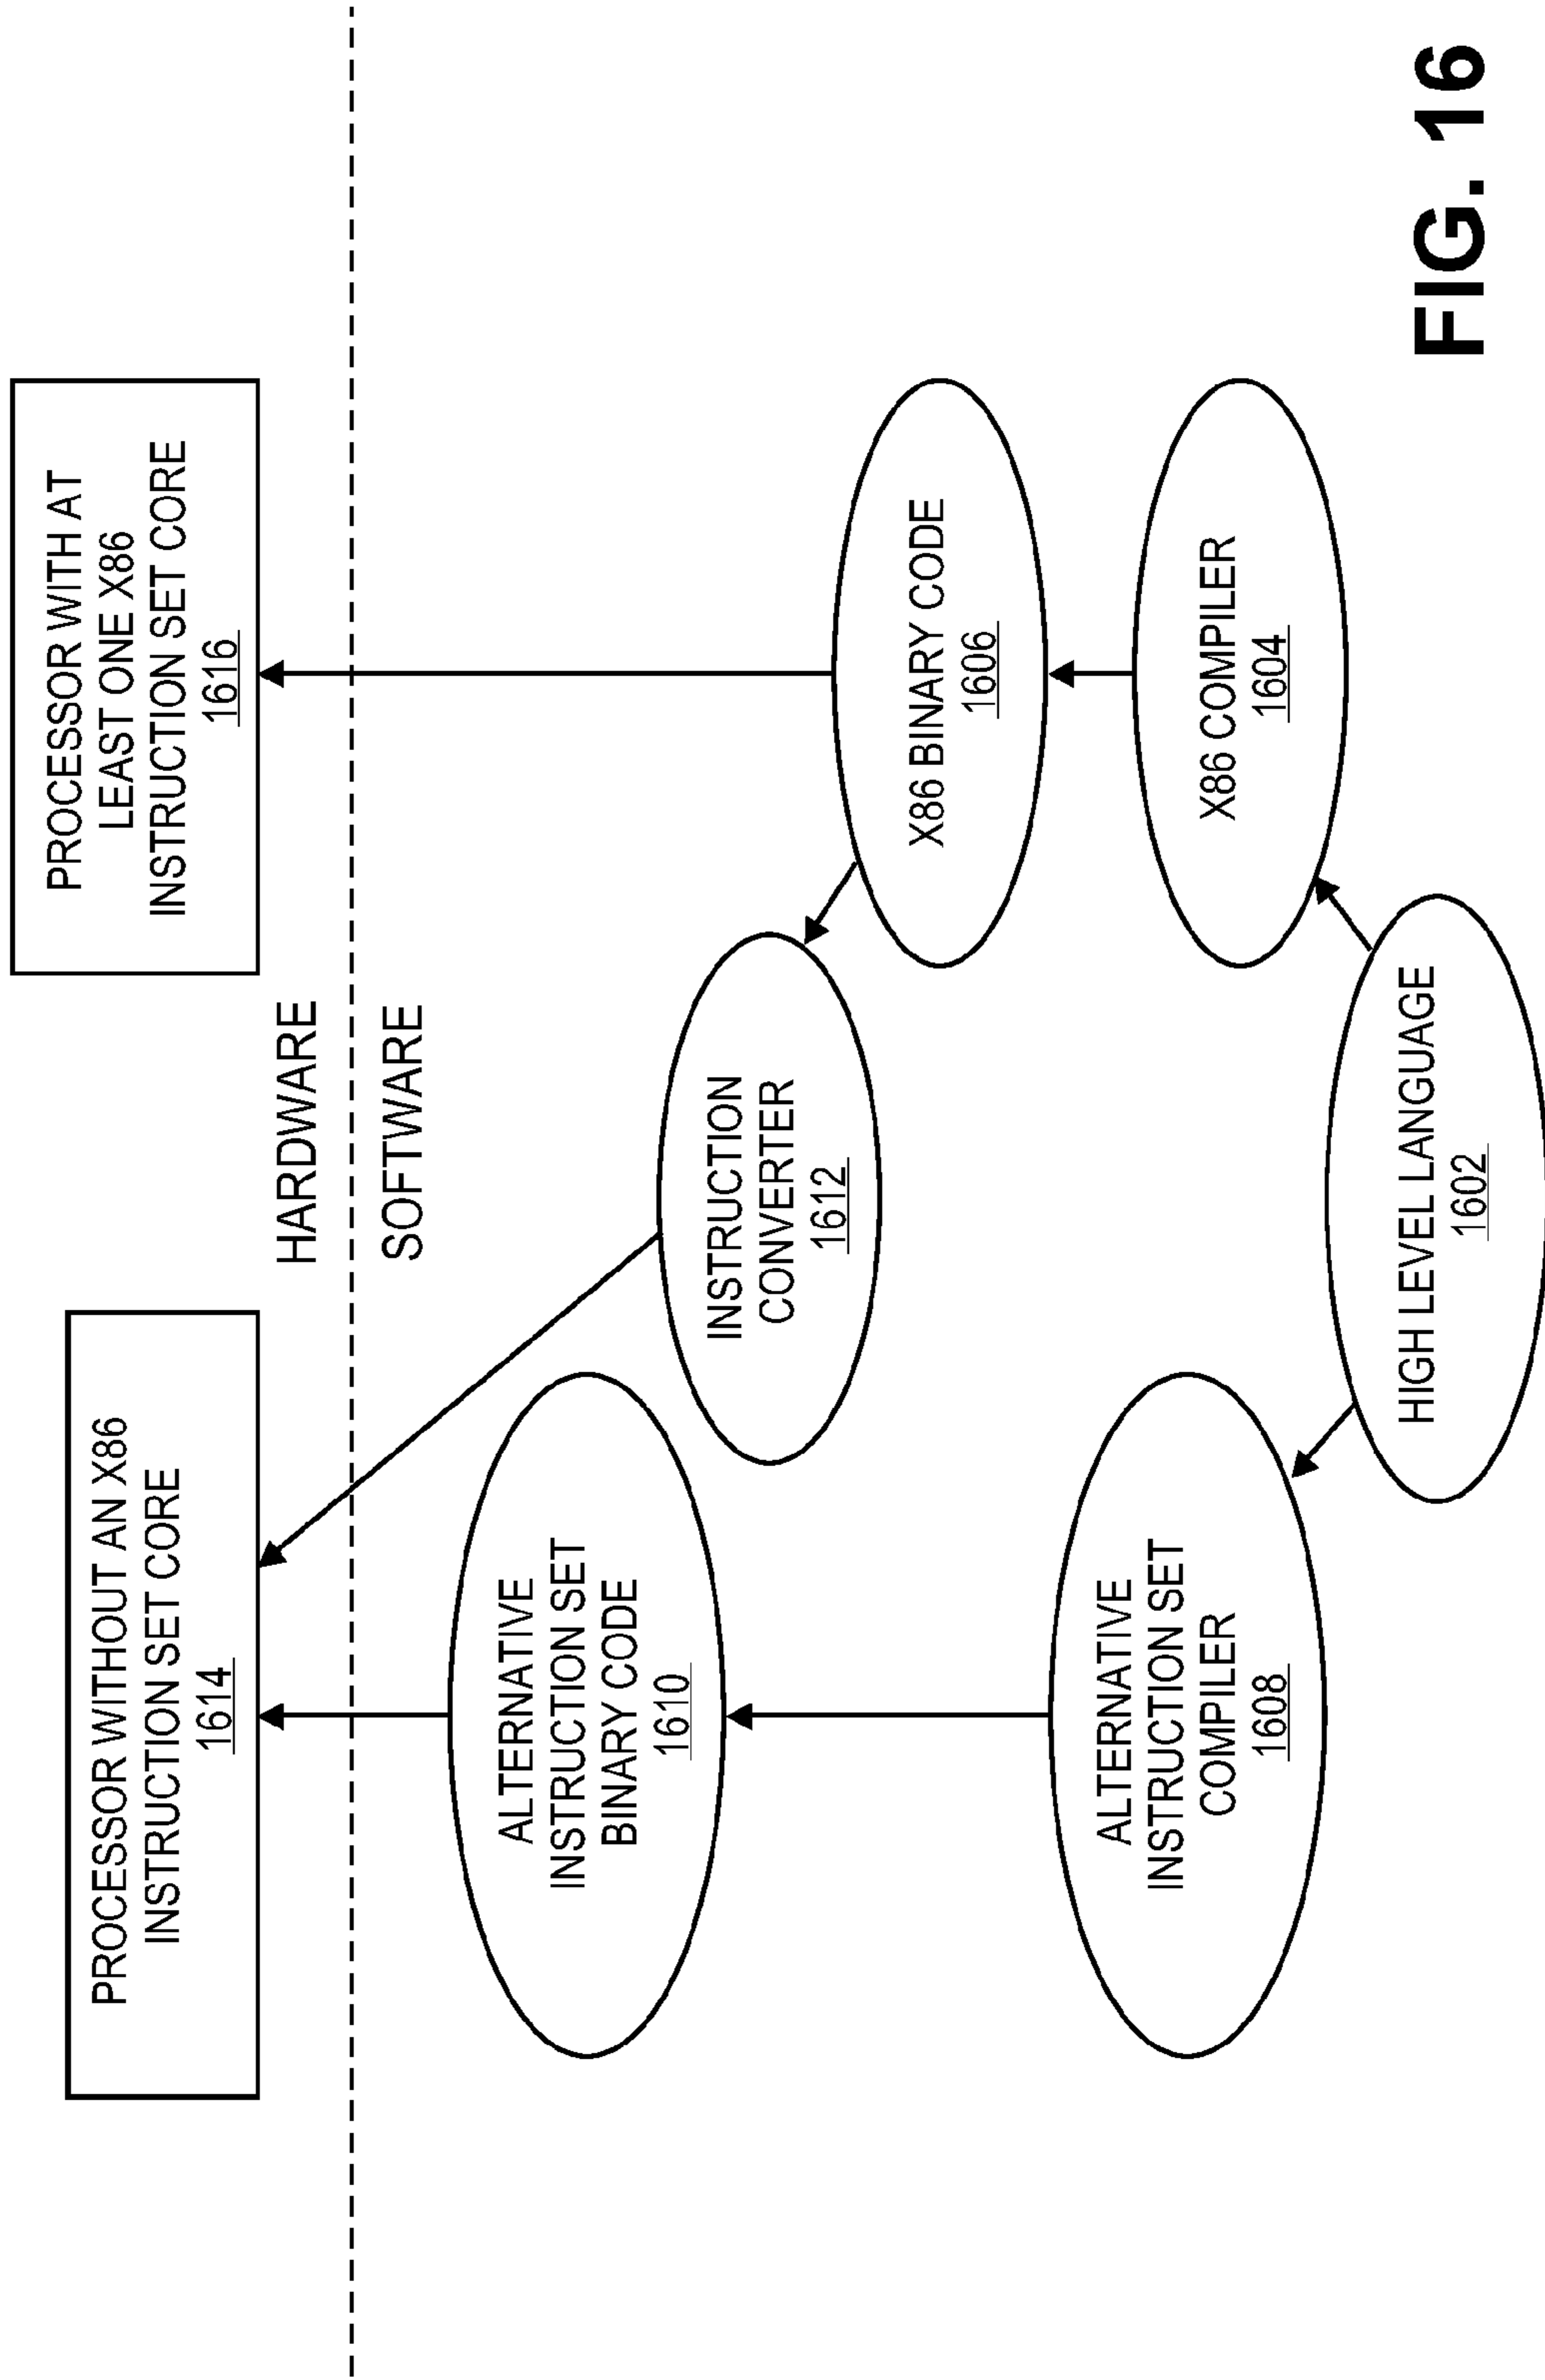 PROCESSOR WITHOUT AN X86
INSTRUCTION SET CORE
1614
PROCESSOR WITH AT
LEAST ONE X86
INSTRUCTION SET CORE
1616
HARDWARE
SOFTWARE
ALTERNATIVE
INSTRUCTION SET
BINARY CODE
1610
INSTRUCTION
CONVERTER
1612
X86 BINARY CODE
1606
ALTERNATIVE
INSTRUCTION SET
COMPILER
1608
X86 COMPILER
1604
HIGH LEVEL LANGUAGE
1602
FIG. 16